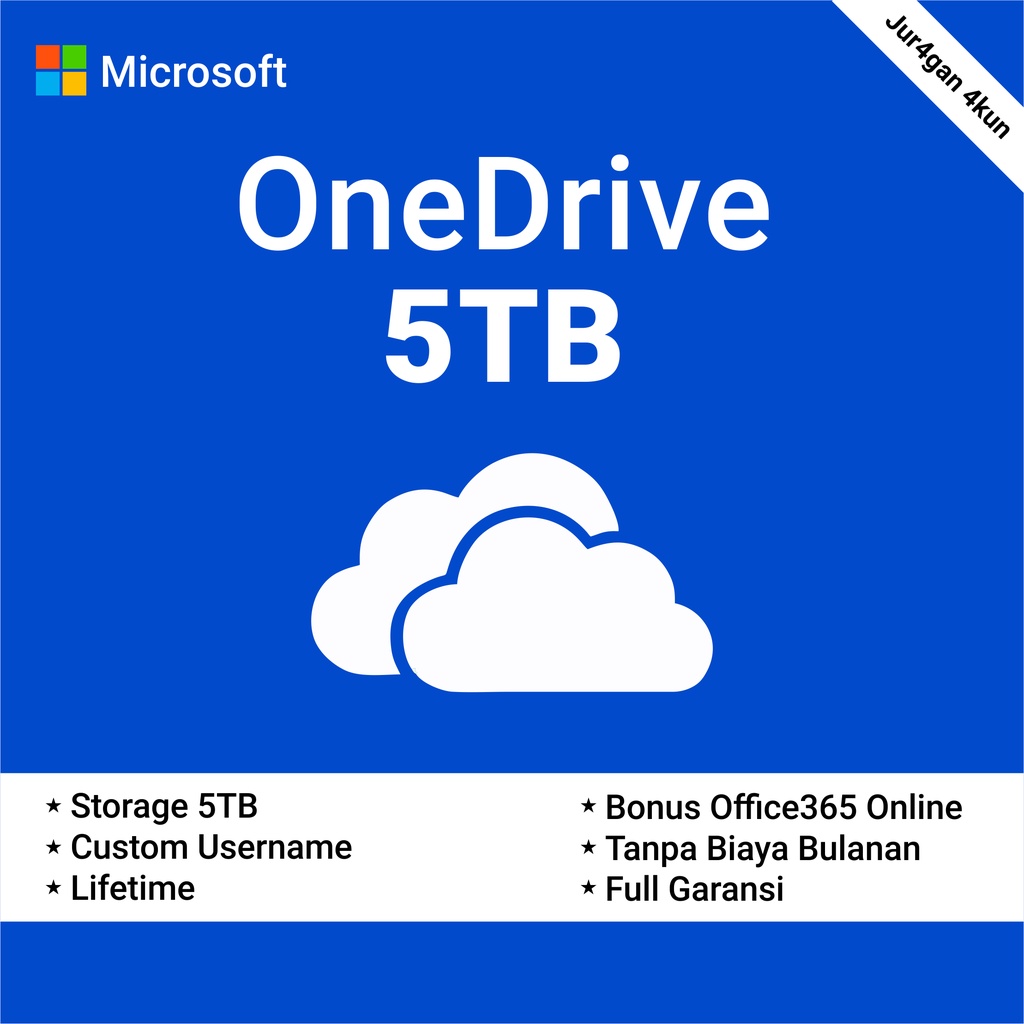 Microsoft
Jur4gan 4kun
OneDrive
5TB
★ Storage 5TB
★ Custom Username
★ Lifetime
★ Bonus Office365 Online
★ Tanpa Biaya Bulanan
★ Full Garansi